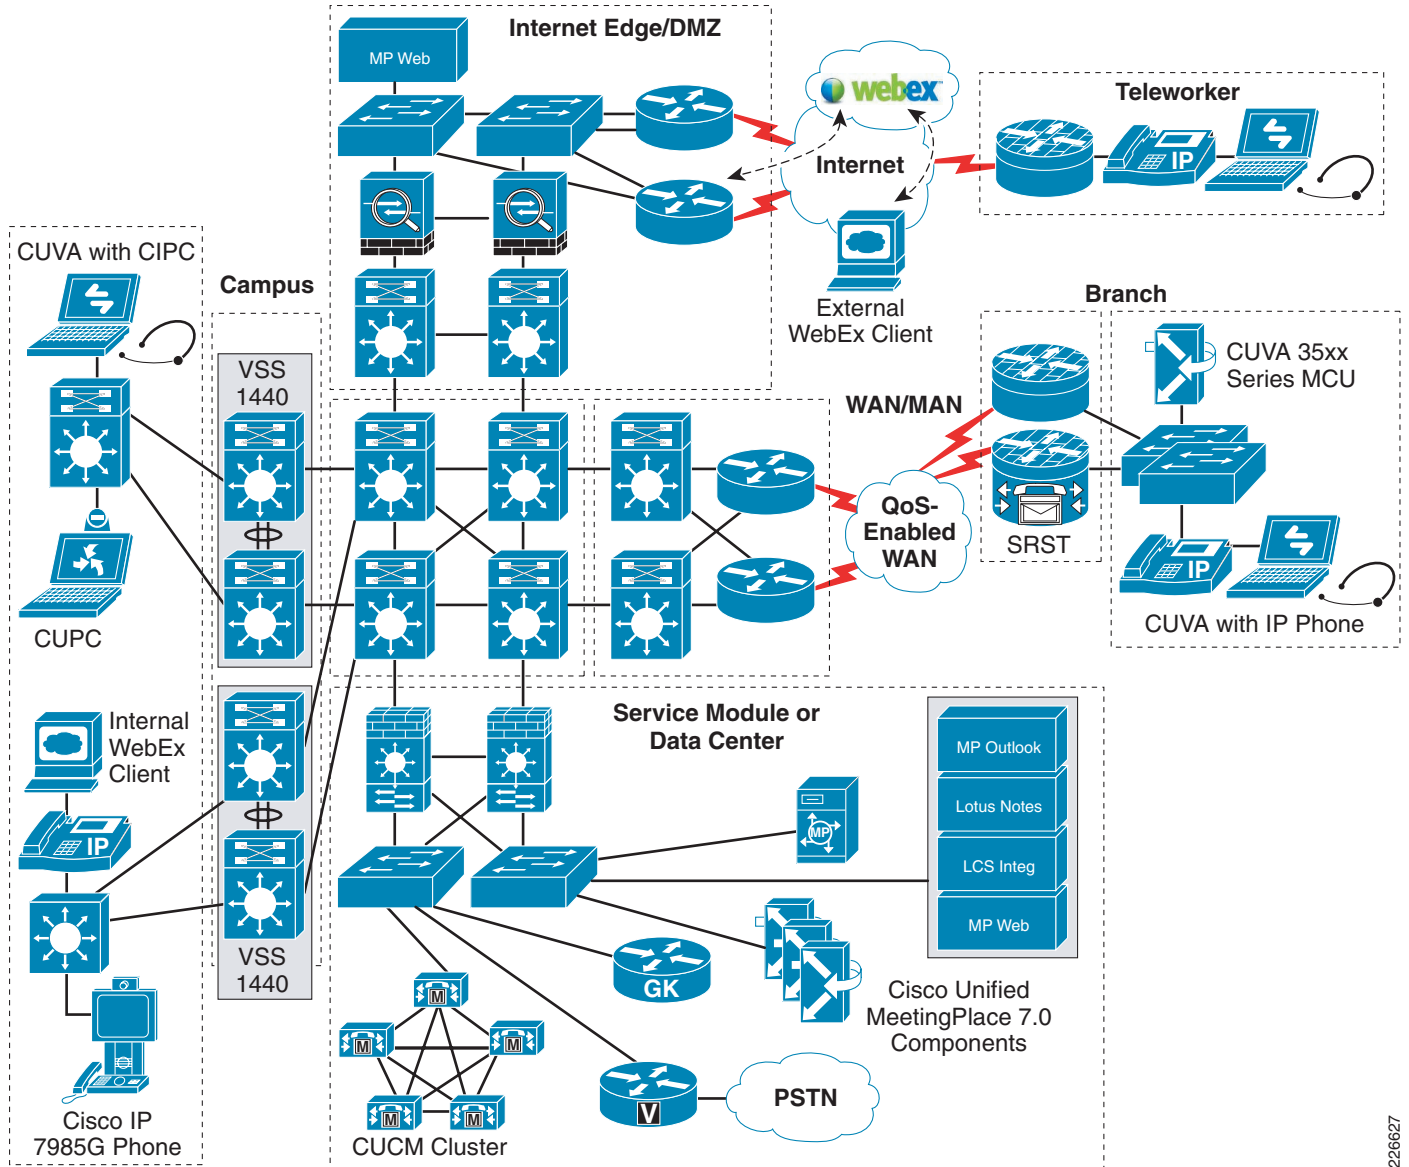 Internet Edge/DMZ
MP Web
webex
Internet
Teleworker
IP
External
WebEx Client
CUVA with CIPC
Campus
VSS
1440
CUPC
Internal
WebEx
Client
IP
VSS
1440
Cisco IP
7985G Phone
WAN/MAN
QoS-
Enabled
WAN
Branch
CUVA 35xx
Series MCU
SRST
IP
CUVA with IP Phone
Service Module or
Data Center
MP Outlook
Lotus Notes
LCS Integ
MP Web
MP
GK
Cisco Unified
MeetingPlace 7.0
Components
M
M
M
M
M
CUCM Cluster
V
PSTN
226627